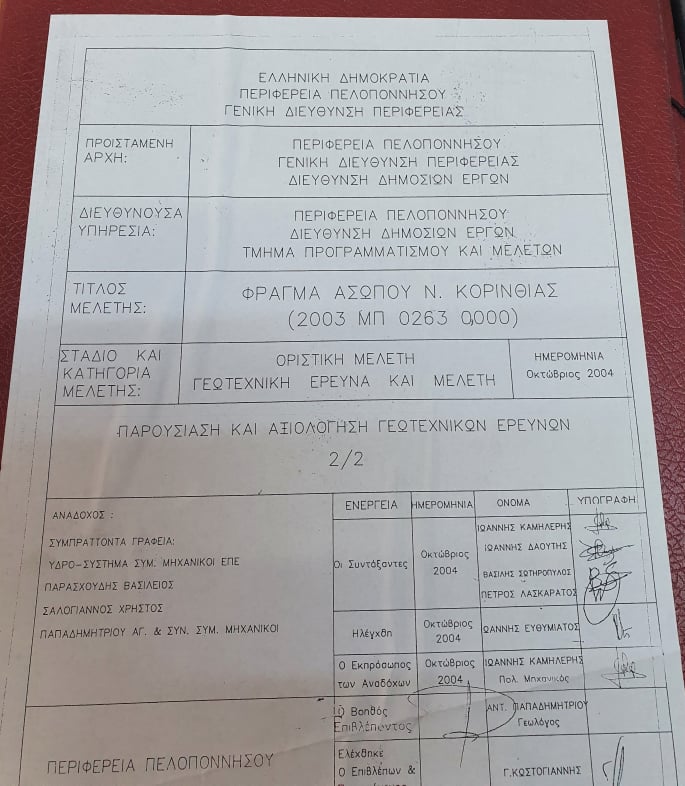 ΕΛΛΗΝΙΚΗ ΔΗΜΟΚΡΑΤΙΑ
ΠΕΡΙΦΕΡΕΙΑ ΠΕΛΟΠΟΝΝΗΣΟΥ
ΓΕΝΙΚΗ ΔΙΕΥΘΥΝΣΗ ΠΕΡΙΦΕΡΕΙΑΣ
ΠΡΟΙΣΤΑΜΕΝΗ
ΑΡΧΗ:
ΠΕΡΙΦΕΡΕΙΑ ΠΕΛΟΠΟΝΝΗΣΟΥ
ΓΕΝΙΚΗ ΔΙΕΥΘΥΝΣΗ ΠΕΡΙΦΕΡΕΙΑΣ
ΔΙΕΥΘΥΝΣΗ ΔΗΜΟΣΙΩΝ ΕΡΓΩΝ
ΔΙΕΥΘΥΝΟΥΣΑ
ΥΠΗΡΕΣΙΑ:
ΠΕΡΙΦΕΡΕΙΑ ΠΕΛΟΠΟΝΝΗΣΟΥ
ΔΙΕΥΘΥΝΣΗ ΔΗΜΟΣΙΩΝ ΕΡΓΩΝ
ΤΜΗΜΑ ΠΡΟΓΡΑΜΜΑΤΙΣΜΟΥ ΚΑΙ ΜΕΛΕΤΩΝ
ΤΙΤΛΟΣ
ΜΕΛΕΤΗΣ:
ΦΡΑΓΜΑ ΑΣΩΠΟΥ Ν. ΚΟΡΙΝΘΙΑΣ
(2003 ΜΠ 0263 0,000)
ΣΤΑΔΙΟ ΚΑΙ
ΚΑΤΗΓΟΡΙΑ
ΜΕΛΕΤΗΣ:
ΟΡΙΣΤΙΚΗ ΜΕΛΕΤΗ
ΓΕΩΤΕΧΝΙΚΗ ΕΡΕΥΝΑ ΚΑΙ ΜΕΛΕΤΗ
ΗΜΕΡΟΜΗΝΙΑ
Οκτώβριος 2004
ΠΑΡΟΥΣΙΑΣΗ ΚΑΙ ΑΞΙΟΛΟΓΗΣΗ ΓΕΩΤΕΧΝΙΚΩΝ ΕΡΕΥΝΩΝ
2/2
ΑΝΑΔΟΧΟΣ :
ΣΥΜΠΡΑΤΤΟΝΤΑ ΓΡΑΦΕΙΑ:
ΥΔΡΟ-ΣΥΣΤΗΜΑ ΣΥΜ. ΜΗΧΑΝΙΚΟΙ ΕΠΕ
ΠΑΡΑΣΧΟΥΔΗΣ ΒΑΣΙΛΕΙΟΣ
ΣΑΛΟΓΙΑΝΝΟΣ ΧΡΗΣΤΟΣ
ΠΑΠΑΔΗΜΗΤΡΙΟΥ ΑΓ. & ΣΥΝ. ΣΥΜ. ΜΗΧΑΝΙΚΟΙ
ΕΝΕΡΓΕΙΑ ΗΜΕΡΟΜΗΝΙΑ ΟΝΟΜΑ ΥΠΟΓΡΑΦΗ
Οι Συντάξαντες
Οκτώβριος
2004
ΙΩΑΝΝΗΣ ΚΑΜΗΛΕΡΗΣ
ΙΩΑΝΝΗΣ ΔΑΟΥΤΗΣ
ΒΑΣΙΛΗΣ ΣΩΤΗΡΟΠΥΛΟΣ
ΠΕΤΡΟΣ ΛΑΣΚΑΡΑΤΟΣ
Ηλέγχθη
Οκτώβριος
2004
ΙΩΑΝΝΗΣ ΕΥΘΥΜΙΑΤΟΣ
Ο Εκπρόσωπος
των Αναδόχων
Οκτώβριος
2004
ΙΩΑΝΝΗΣ ΚΑΜΗΛΕΡΗΣ
Πολ. Μηχανικός
Ο Βοηθός
Επιβλέποντος
ΑΝΤ. ΠΑΠΑΔΗΜΗΤΡΙΟΥ
Γεωλόγος
ΠΕΡΙΦΕΡΕΙΑ ΠΕΛΟΠΟΝΝΗΣΟΥ
Ελέχθηκε
Ο Επιβλέπων &
Γ.ΚΩΣΤΟΓΙΑΝΝΗΣ